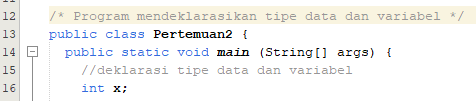 12 /* Program mendeklarasikan tipe data dan variabel */
13 public class Pertemuan2 {
14 public static void main (String[] args) {
15 //deklarasi tipe data dan variabel
16 int x;